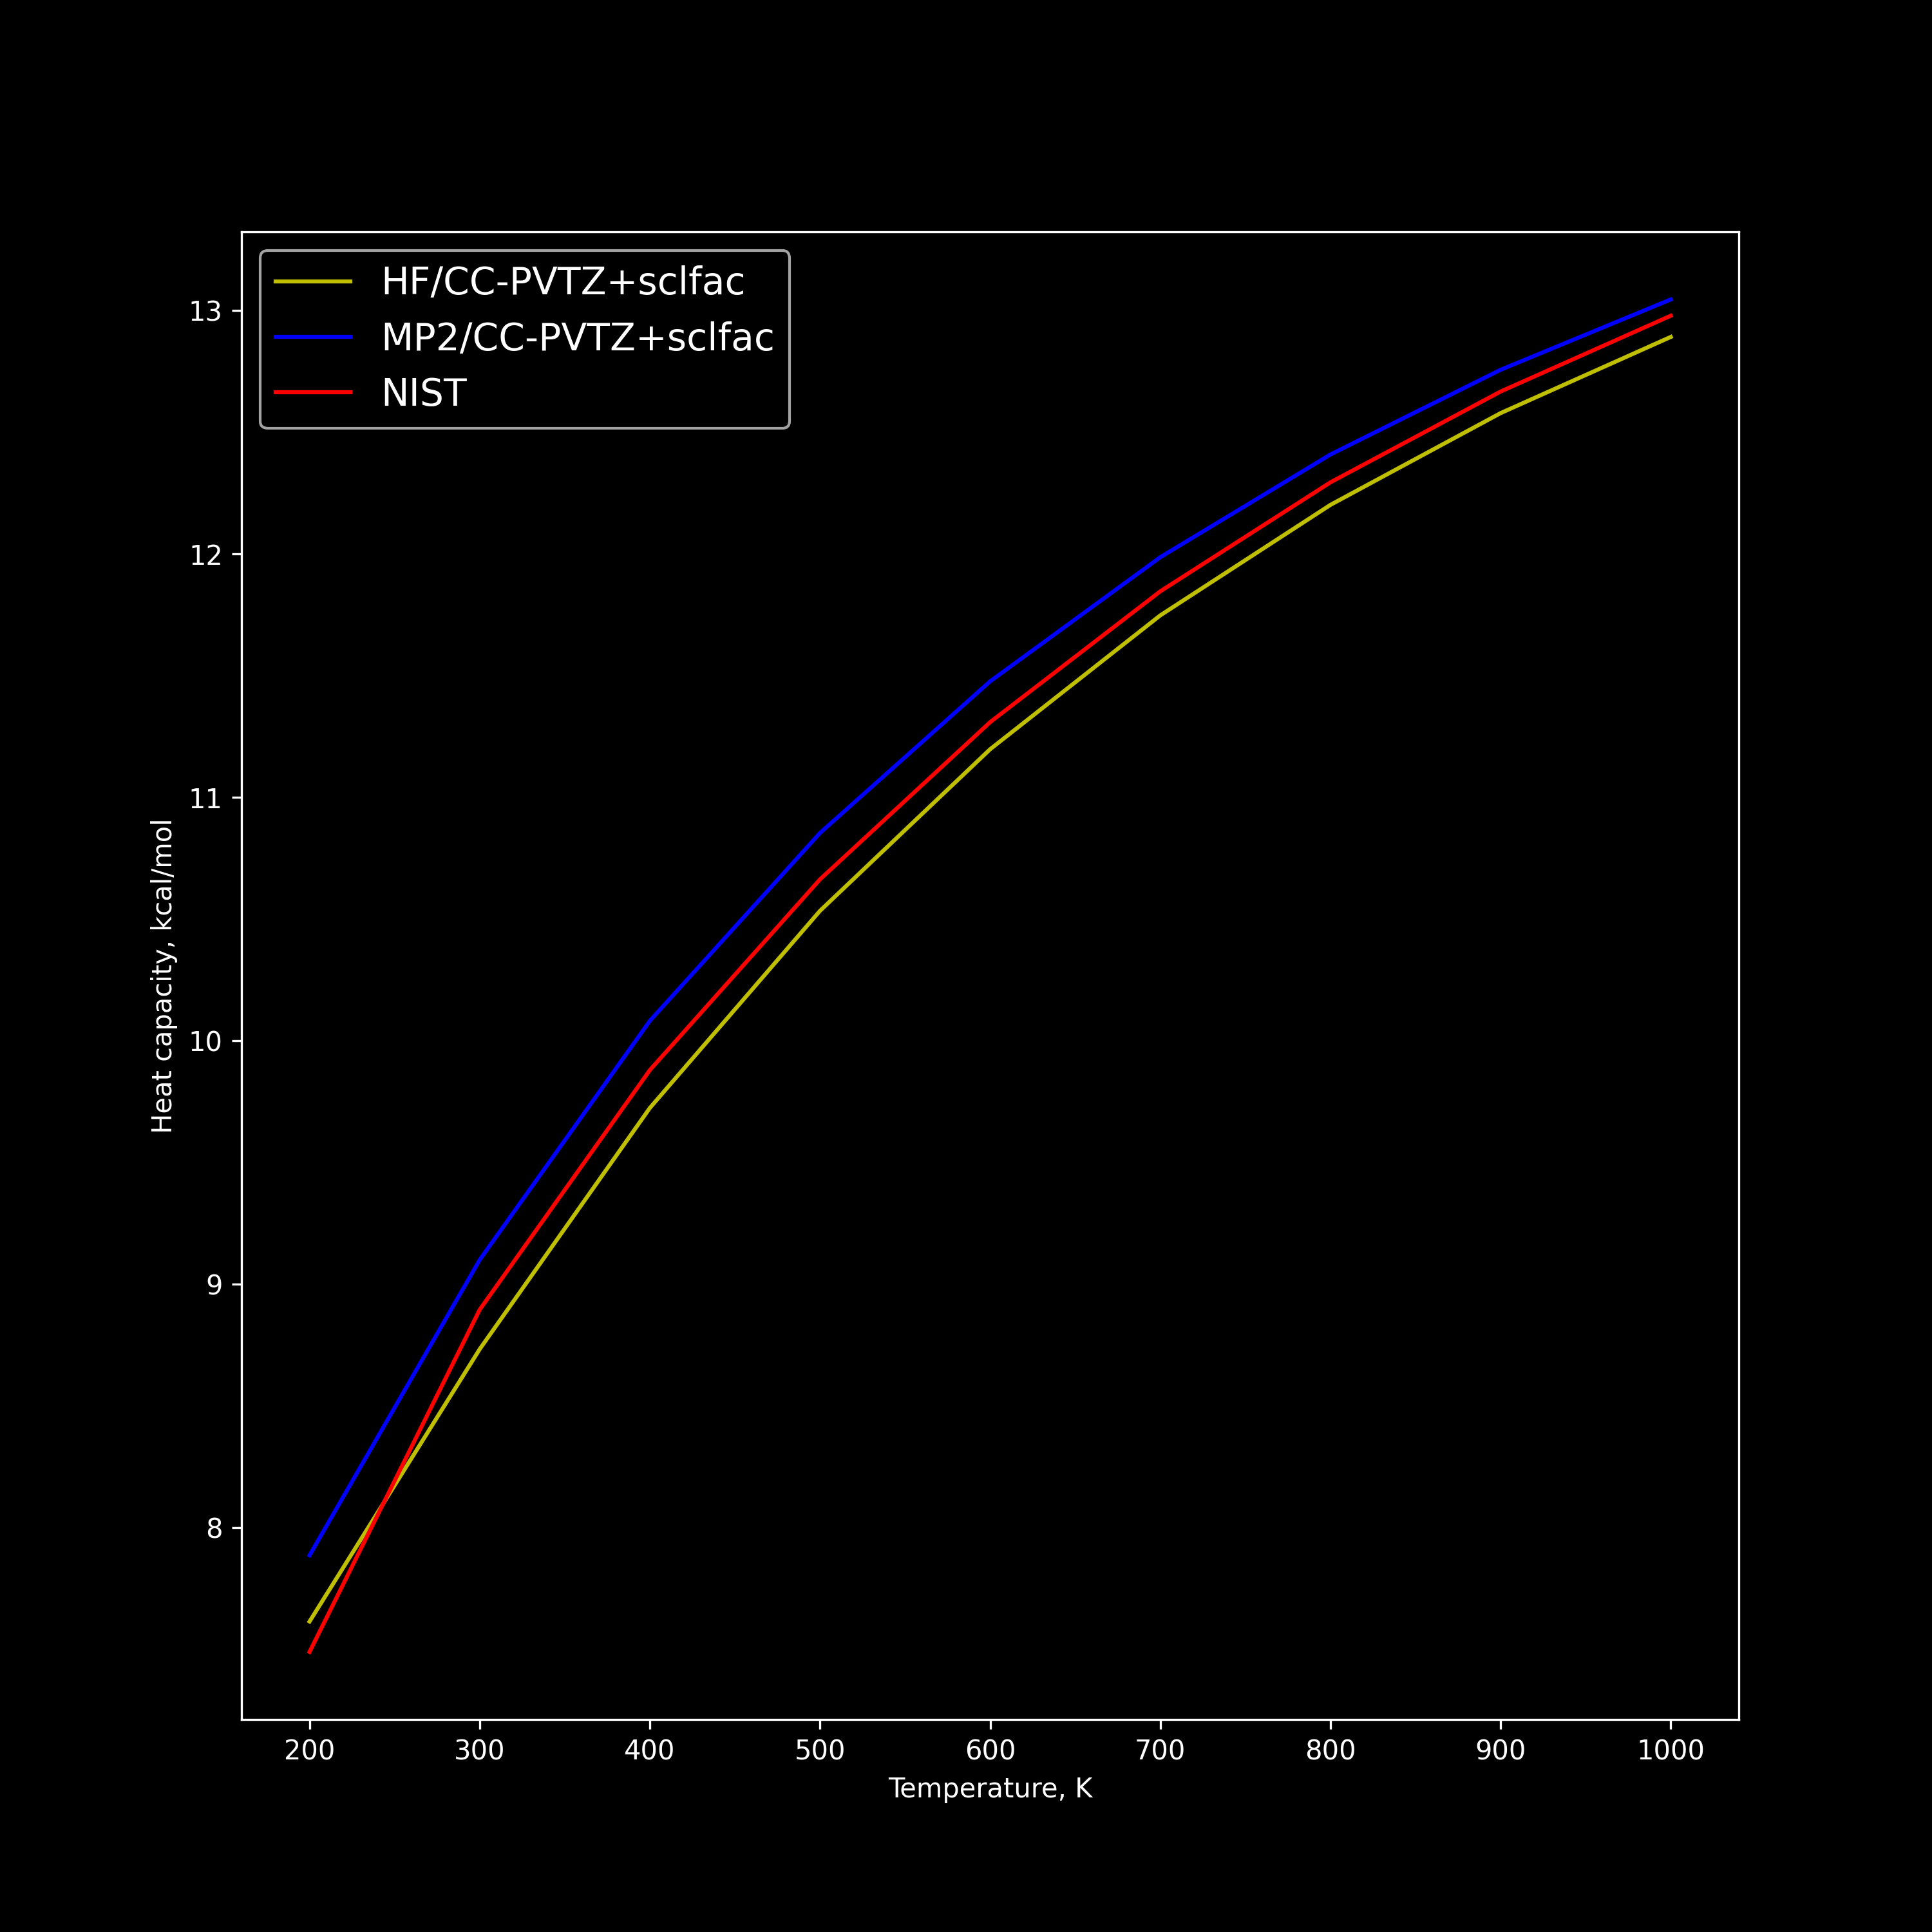 HF/CC-PVTZ+sclfac
MP2/CC-PVTZ+sclfac
NIST
13
12
11
10
9
8
Heat capacity, kcal/mol
200 300 400 500 600 700 800 900 1000
Temperature, K